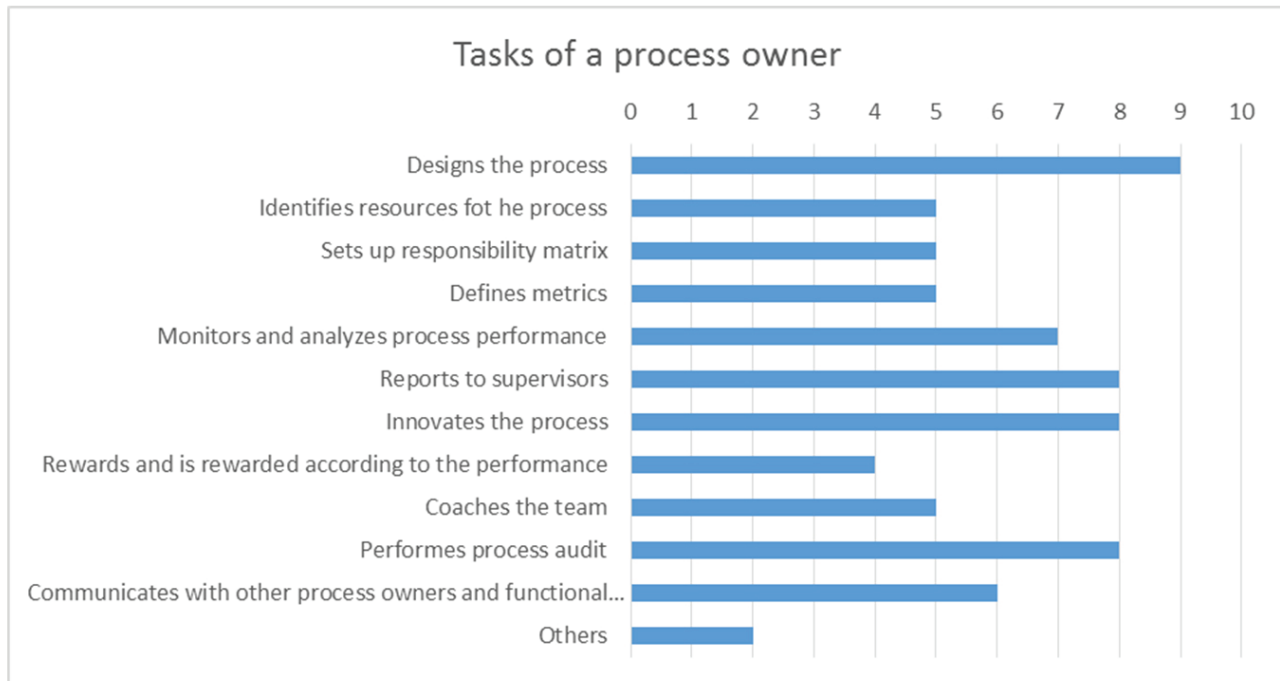 Tasks of a process owner
0 1 2 3 4 5 6 7 8 9 10
Designs the process
Identifies resources fot he process
Sets up responsibility matrix
Defines metrics
Monitors and analyzes process performance
Reports to supervisors
Innovates the process
Rewards and is rewarded according to the performance
Coaches the team
Performes process audit
Communicates with other process owners and functional...
Others